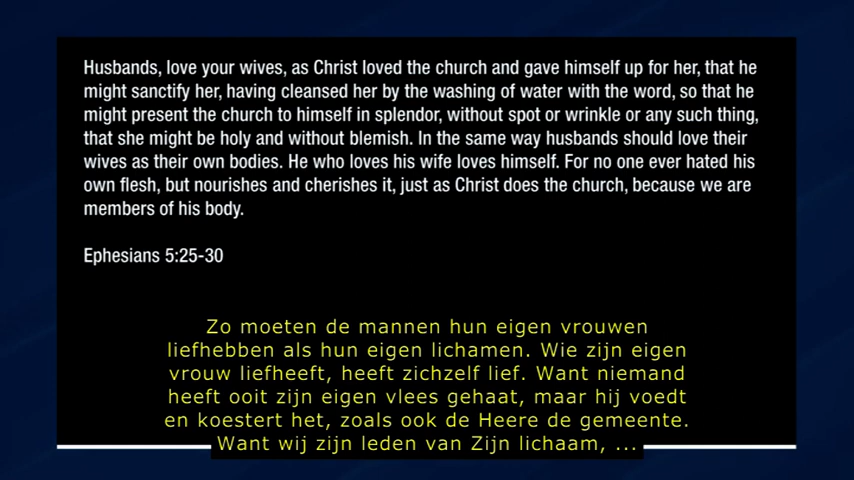 Husbands, love your wives, as Christ loved the church and gave himself up for her, that he
might sanctify her, having cleansed her by the washing of water with the word, so that he
might present the church to himself in splendor, without spot or wrinkle or any such thing,
that she might be holy and without blemish. In the same way husbands should love their
wives as their own bodies. He who loves his wife loves himself. For no one ever hated his
own flesh, but nourishes and cherishes it, just as Christ does the church, because we are
members of his body.
Ephesians 5:25-30
Zo moeten de mannen hun eigen vrouwen
liefhebben als hun eigen lichamen. Wie zijn eigen
vrouw liefheeft, heeft zichzelf lief. Want niemand
heeft ooit zijn eigen vlees gehaat, maar hij voedt
en koestert het, zoals ook de Heere de gemeente.
Want wij zijn leden van Zijn lichaam, ...